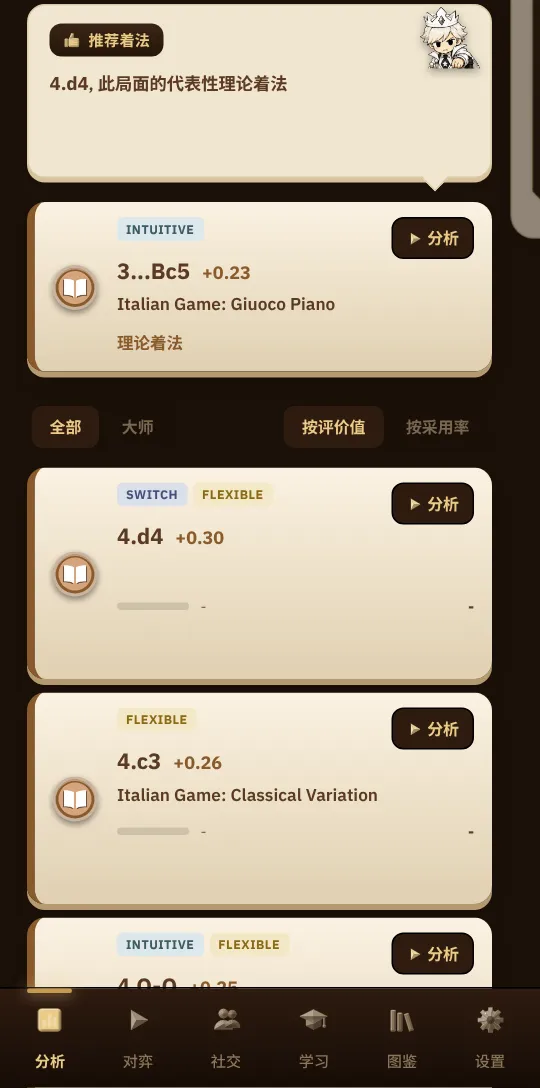 推荐着法
4.d4, 此局面的代表性理论着法
INTUITIVE
分析
3...Bc5 +0.23
Italian Game: Giuoco Piano
理论着法
全部 大师 按评价值 按采用率
SWITCH FLEXIBLE
分析
4.d4 +0.30
- -
FLEXIBLE
分析
4.c3 +0.26
Italian Game: Classical Variation
- -
INTUITIVE FLEXIBLE
分析
4.O-O +0.25
分析 对弈 社交 学习 图鉴 设置